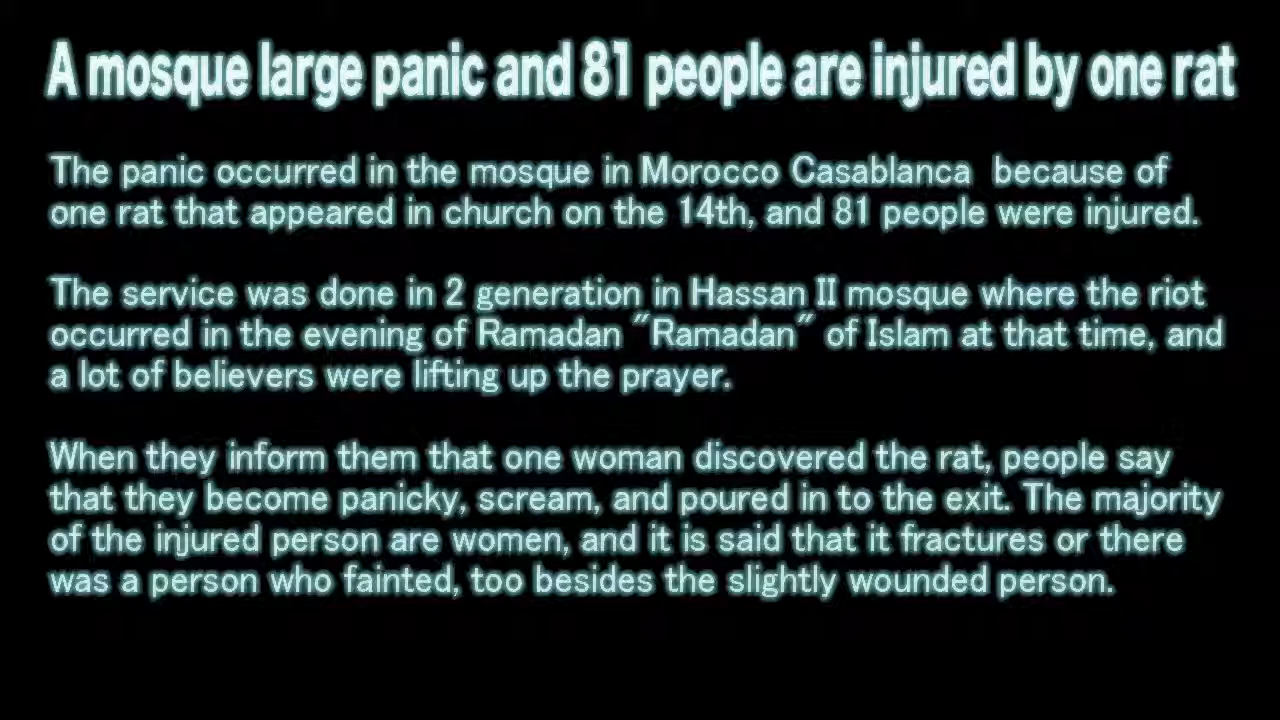 A mosque large panic and 81 people are injured by one rat
The panic occurred in the mosque in Morocco Casablanca  because of
one rat that appeared in church on the 14th, and 81 people were injured.
The service was done in 2 generation in Hassan II mosque where the riot
occurred in the evening of Ramadan "Ramadan" of Islam at that time, and
a lot of believers were lifting up the prayer.
When they inform them that one woman discovered the rat, people say
that they become panicky, scream, and poured in to the exit. The majority
of the injured person are women, and it is said that it fractures or there
was a person who fainted, too besides the slightly wounded person.